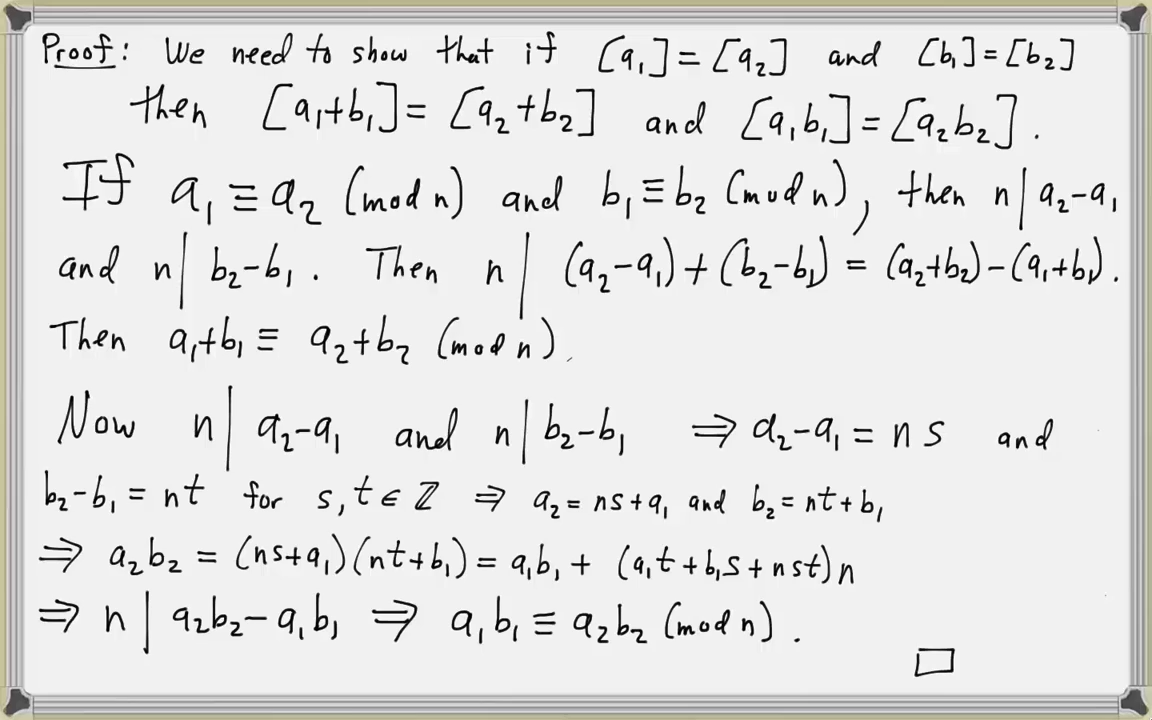 Proof: We need to show that if [a₁]=[a₂] and [b₁]=[b₂]
then [a₁+b₁]=[a₂+b₂] and [a₁b₁]=[a₂b₂].
If a₁≡a₂ (mod n) and b₁≡b₂ (mod n), then n|a₂-a₁
and n|b₂-b₁. Then n|(a₂-a₁)+(b₂-b₁)=(a₂+b₂)-(a₁+b₁).
Then a₁+b₁≡a₂+b₂ (mod n).
Now n|a₂-a₁ and n|b₂-b₁ ⇒ a₂-a₁=ns and
b₂-b₁=nt for s,t∈ℤ ⇒ a₂=ns+a₁ and b₂=nt+b₁
⇒ a₂b₂=(ns+a₁)(nt+b₁)=a₁b₁+(a₁t+b₁s+nst)n
⇒ n|a₂b₂-a₁b₁ ⇒ a₁b₁≡a₂b₂ (mod n).
□